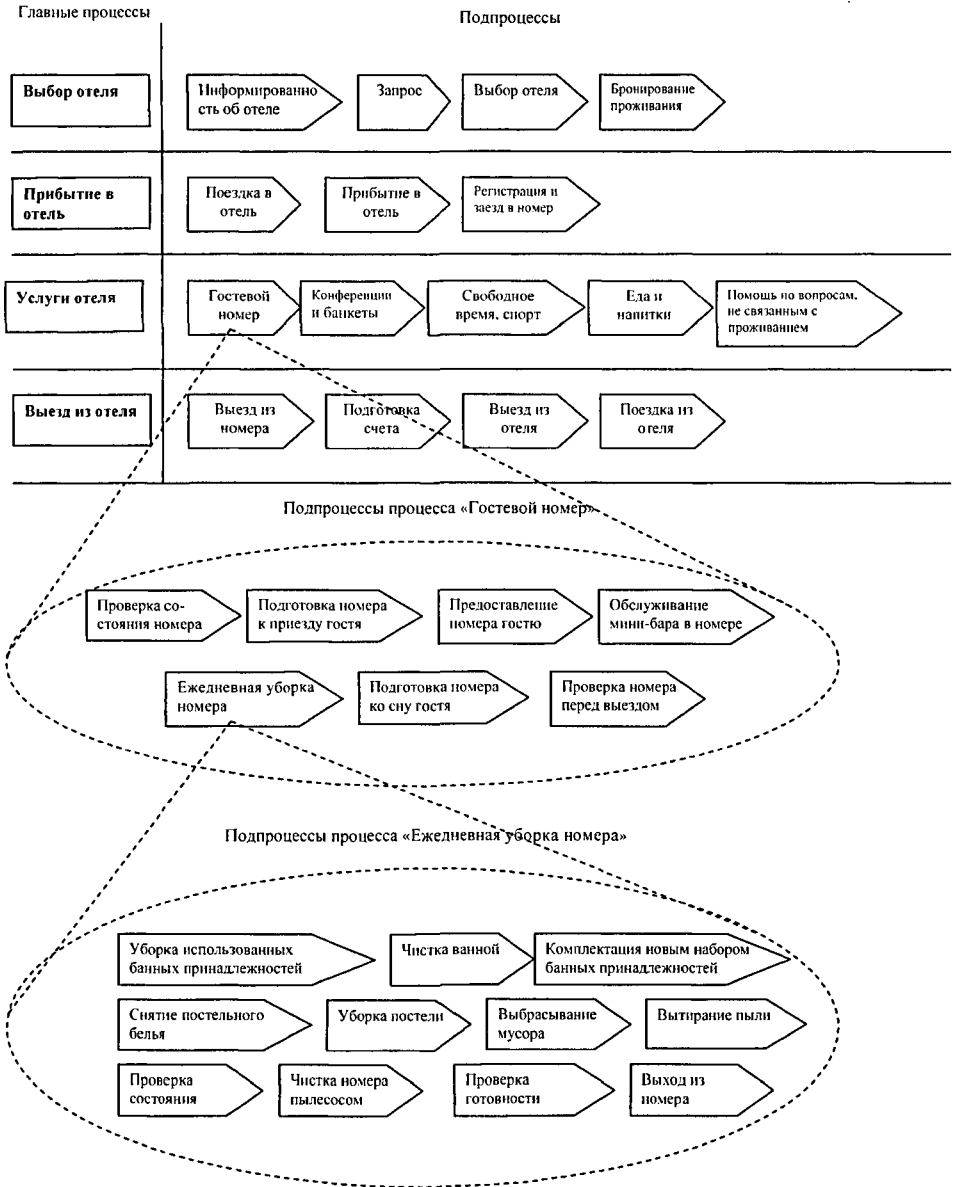 Главные процессы
Подпроцессы
Выбор отеля
Информированно
сть об отеле
Запрос
Выбор отеля
Бронирование
проживания
Прибытие в
отель
Поездка в
отель
Прибытие в
отель
Регистрация и
заезд в номер
Услуги отеля
Гостевой
номер
Конференции
и банкеты
Свободное
время, спорт
Еда и
напитки
Помощь по вопросам,
не связанным с
проживанием
Выезд из отеля
Выезд из
номера
Подготовка
счета
Выезд из
отеля
Поездка из
отеля
Подпроцессы процесса «Гостевой номер»
Проверка со-
стояния номера
Подготовка номера
к приезду гостя
Предоставление
номера гостю
Обслуживание
мини-бара в номере
Ежедневная уборка
номера
Подготовка номера
ко сну гостя
Проверка номера
перед выездом
Подпроцессы процесса «Ежедневная уборка номера»
Уборка использованных
банных принадлежностей
Чистка ванной
Комплектация новым набором
банных принадлежностей
Снятие постельного
белья
Уборка постели
Выбрасывание
мусора
Вытирание пыли
Проверка
состояния
Чистка номера
пылесосом
Проверка
готовности
Выход из
номера